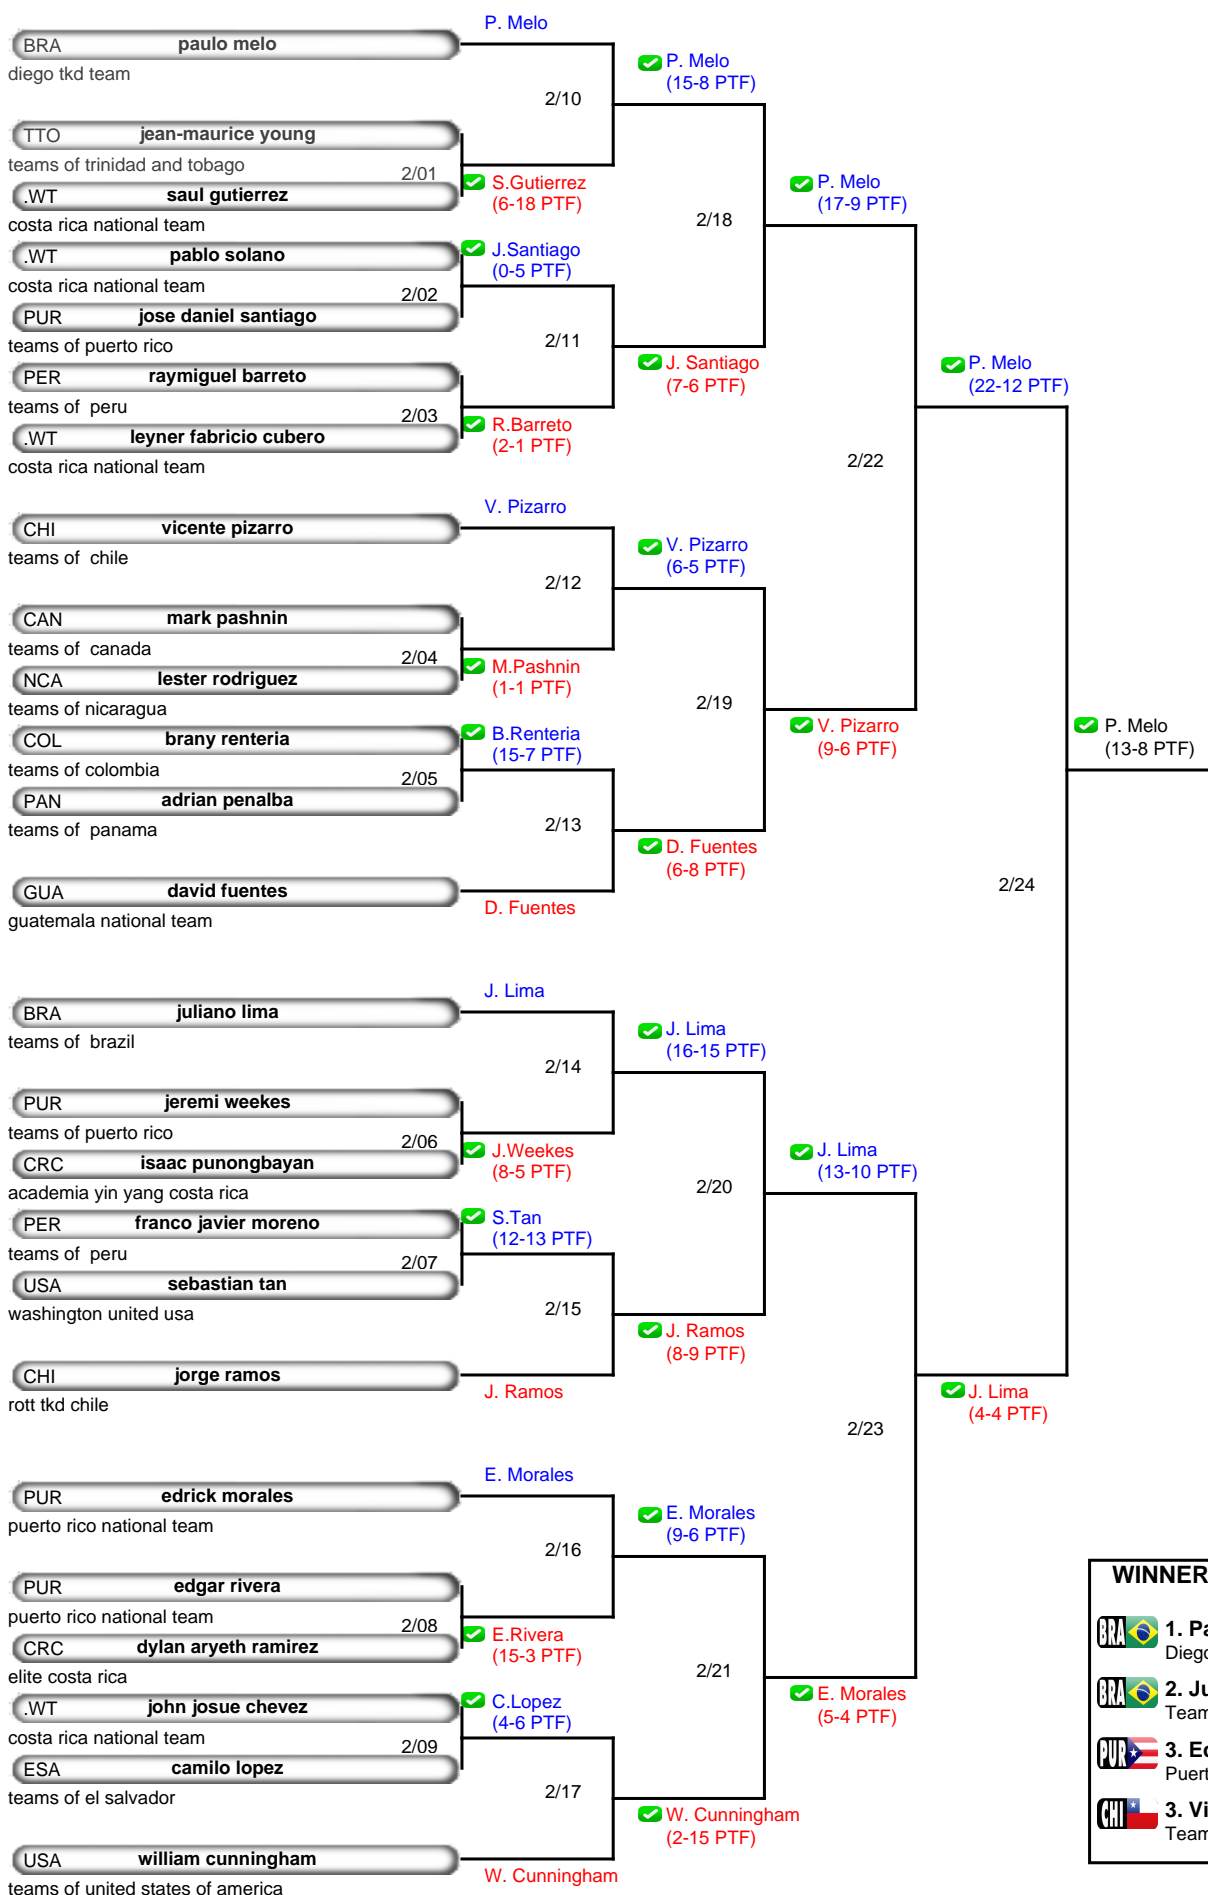 P. Melo
BRA paulo melo
diego tkd team
P. Melo
(15-8 PTF)
2/10
TTO jean-maurice young
teams of trinidad and tobago
2/01
S.Gutierrez
(6-18 PTF)
.WT saul gutierrez
costa rica national team
P. Melo
(17-9 PTF)
2/18
.WT pablo solano
costa rica national team
J.Santiago
(0-5 PTF)
2/02
PUR jose daniel santiago
teams of puerto rico
2/11
J. Santiago
(7-6 PTF)
PER raymiguel barreto
teams of  peru
2/03
R.Barreto
(2-1 PTF)
.WT leyner fabricio cubero
costa rica national team
P. Melo
(22-12 PTF)
2/22
V. Pizarro
CHI vicente pizarro
teams of  chile
V. Pizarro
(6-5 PTF)
2/12
CAN mark pashnin
teams of  canada
2/04
M.Pashnin
(1-1 PTF)
NCA lester rodriguez
teams of nicaragua
2/19
V. Pizarro
(9-6 PTF)
P. Melo
(13-8 PTF)
COL brany renteria
teams of colombia
B.Renteria
(15-7 PTF)
2/05
PAN adrian penalba
teams of  panama
2/13
D. Fuentes
(6-8 PTF)
GUA david fuentes
guatemala national team
D. Fuentes
2/24
J. Lima
BRA juliano lima
teams of  brazil
J. Lima
(16-15 PTF)
2/14
PUR jeremi weekes
teams of puerto rico
2/06
J.Weekes
(8-5 PTF)
CRC isaac punongbayan
academia yin yang costa rica
J. Lima
(13-10 PTF)
2/20
PER franco javier moreno
teams of  peru
S.Tan
(12-13 PTF)
2/07
USA sebastian tan
washington united usa
2/15
J. Ramos
(8-9 PTF)
CHI jorge ramos
rott tkd chile
J. Ramos
J. Lima
(4-4 PTF)
2/23
E. Morales
PUR edrick morales
puerto rico national team
E. Morales
(9-6 PTF)
2/16
PUR edgar rivera
puerto rico national team
2/08
E.Rivera
(15-3 PTF)
CRC dylan aryeth ramirez
elite costa rica
2/21
E. Morales
(5-4 PTF)
.WT john josue chevez
costa rica national team
C.Lopez
(4-6 PTF)
2/09
ESA camilo lopez
teams of el salvador
2/17
W. Cunningham
(2-15 PTF)
USA william cunningham
teams of united states of america
W. Cunningham
WINNER
BRA 1. Pa
Diego
BRA 2. Ju
Team
PUR 3. Ed
Puert
CHI 3. Vi
Team